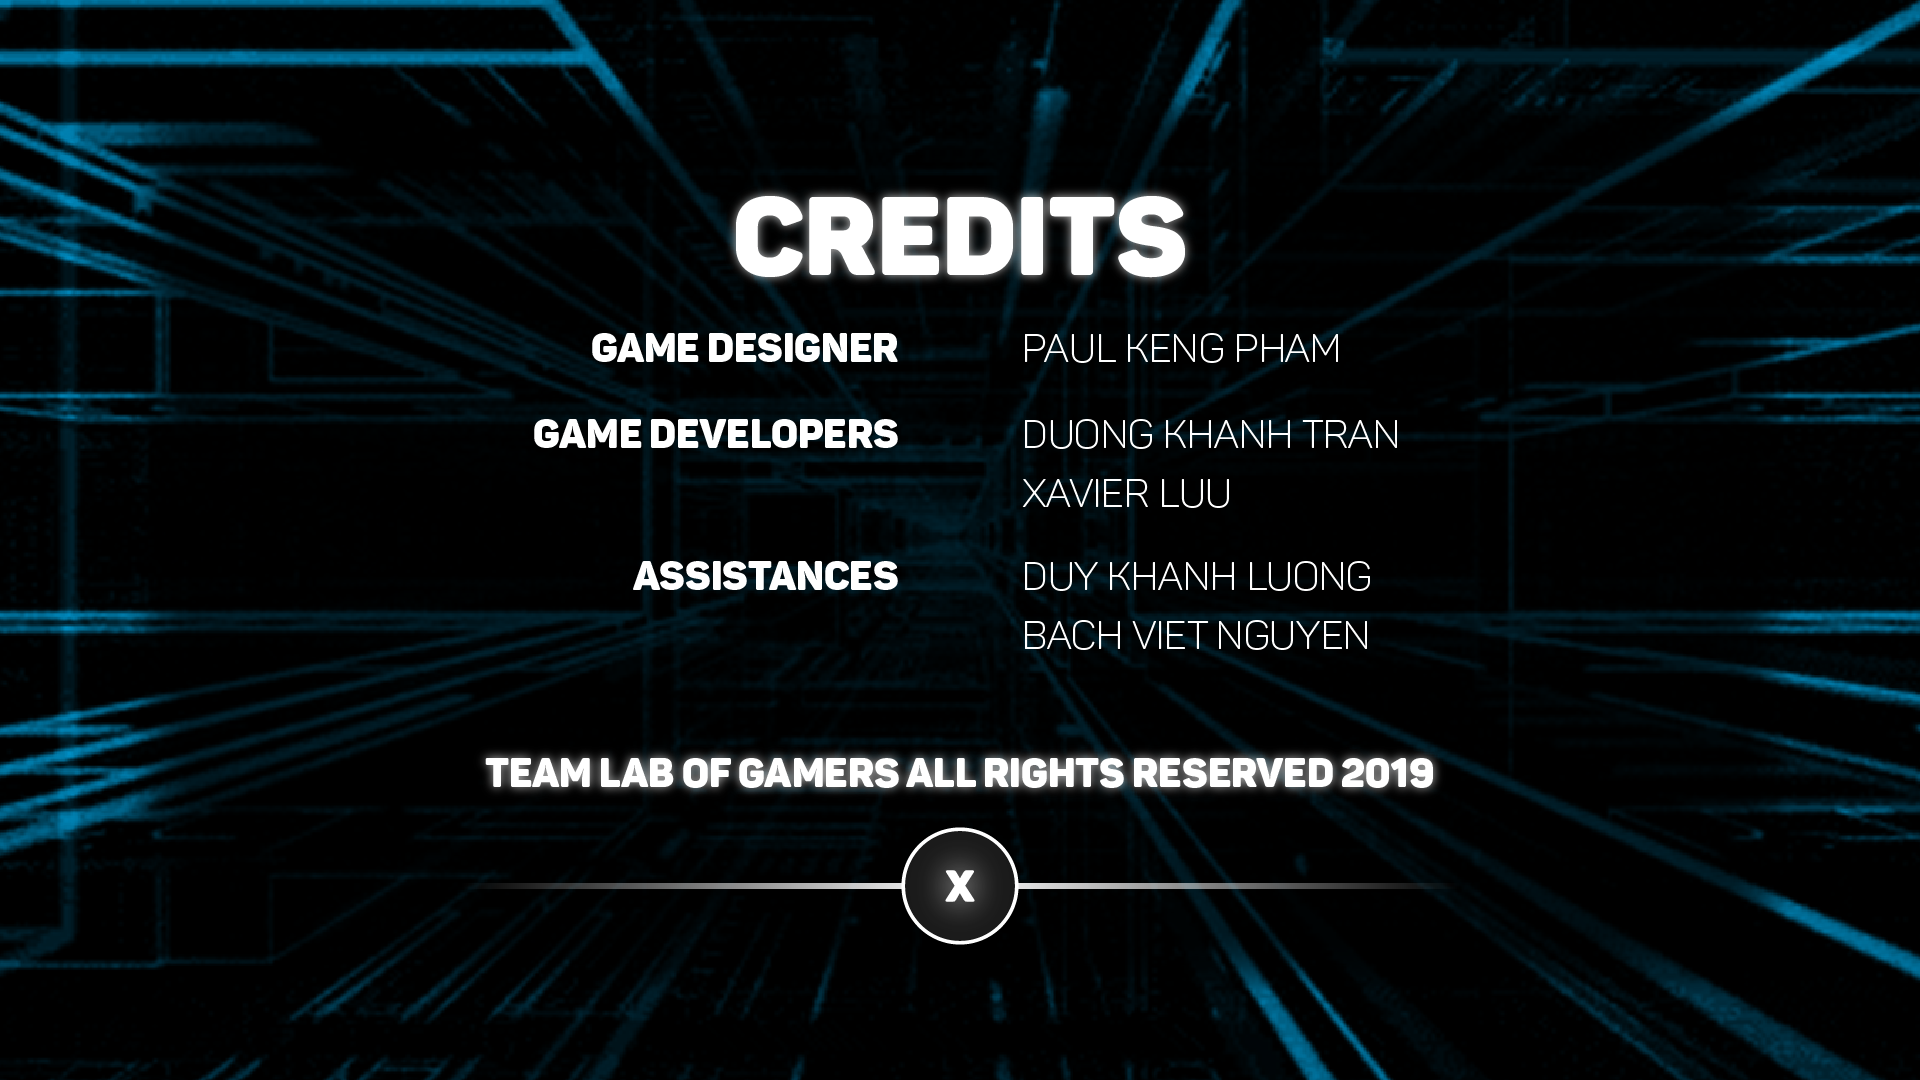 CREDITS
GAME DESIGNER PAUL KENG PHAM
GAME DEVELOPERS DUONG KHANH TRAN
XAVIER LUU
ASSISTANCES DUY KHANH LUONG
BACH VIET NGUYEN
TEAM LAB OF GAMERS ALL RIGHTS RESERVED 2019
X